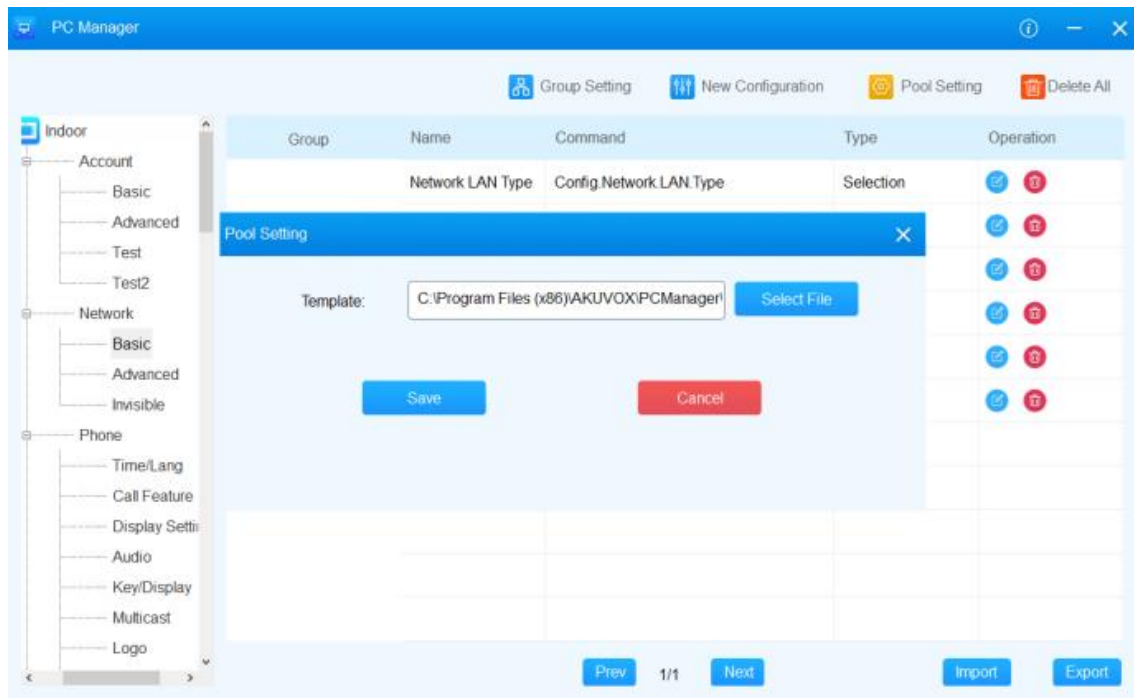 PC Manager
Group Setting New Configuration Pool Setting Delete All
Indoor
Account
Basic
Advanced
Test
Test2
Network
Basic
Advanced
Invisible
Phone
Time/Lang
Call Feature
Display Settin
Audio
Key/Display
Multicast
Logo
Group Name Command Type Operation
Network LAN Type Config.Network.LAN.Type Selection
Pool Setting
Template: C:\Program Files (x86)\AKUVOX\PCManager\ Select File
Save Cancel
Prev 1/1 Next Import Export